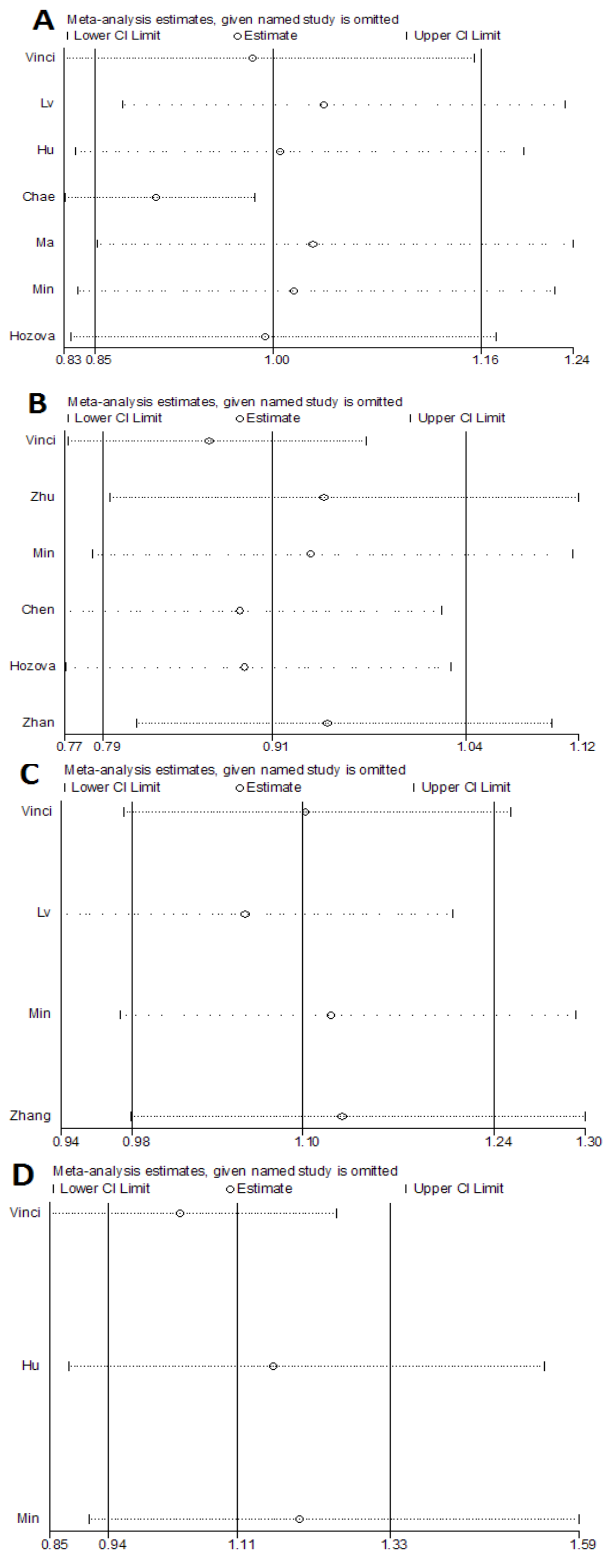 A
Meta-analysis estimates, given named study is omitted
Lower CI Limit Estimate Upper CI Limit
Vinci
Lv
Hu
Chae
Ma
Min
Hozova
0.83 0.85 1.00 1.16 1.24
B
Meta-analysis estimates, given named study is omitted
Lower CI Limit Estimate Upper CI Limit
Vinci
Zhu
Min
Chen
Hozova
Zhan
0.77 0.79 0.91 1.04 1.12
C
Meta-analysis estimates, given named study is omitted
Lower CI Limit Estimate Upper CI Limit
Vinci
Lv
Min
Zhang
0.94 0.98 1.10 1.24 1.30
D
Meta-analysis estimates, given named study is omitted
Lower CI Limit Estimate Upper CI Limit
Vinci
Hu
Min
0.85 0.94 1.11 1.33 1.59